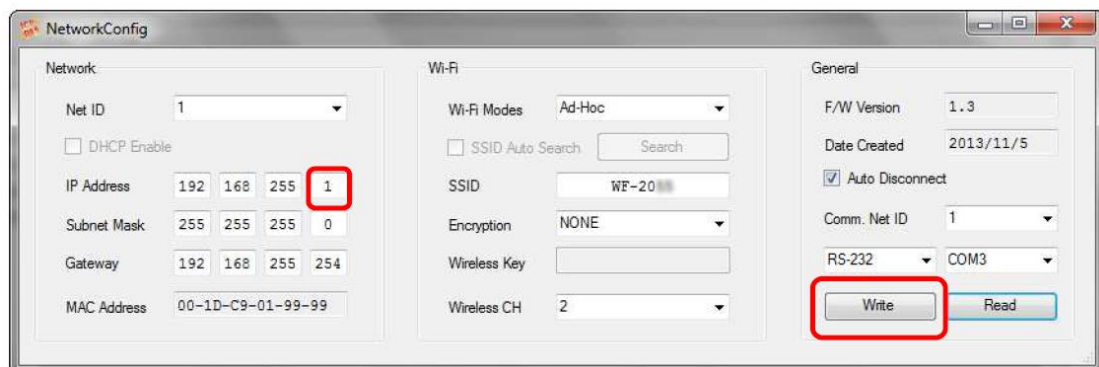 NetworkConfig
Network
Net ID 1
DHCP Enable
IP Address 192 168 255 1
Subnet Mask 255 255 255 0
Gateway 192 168 255 254
MAC Address 00-1D-C9-01-99-99
Wi-Fi
Wi-Fi Modes Ad-Hoc
SSID Auto Search Search
SSID WF-20
Encryption NONE
Wireless Key
Wireless CH 2
General
F/W Version 1.3
Date Created 2013/11/5
Auto Disconnect
Comm. Net ID 1
RS-232 COM3
Write Read